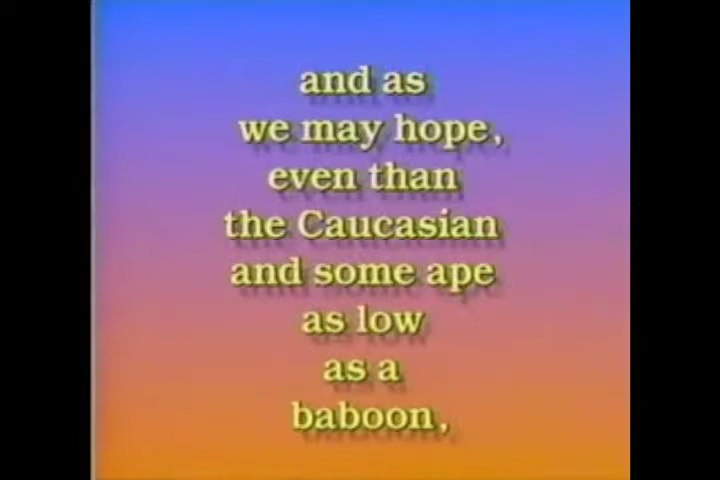 and as
we may hope,
even than
the Caucasian
and some ape
as low
as a
baboon,